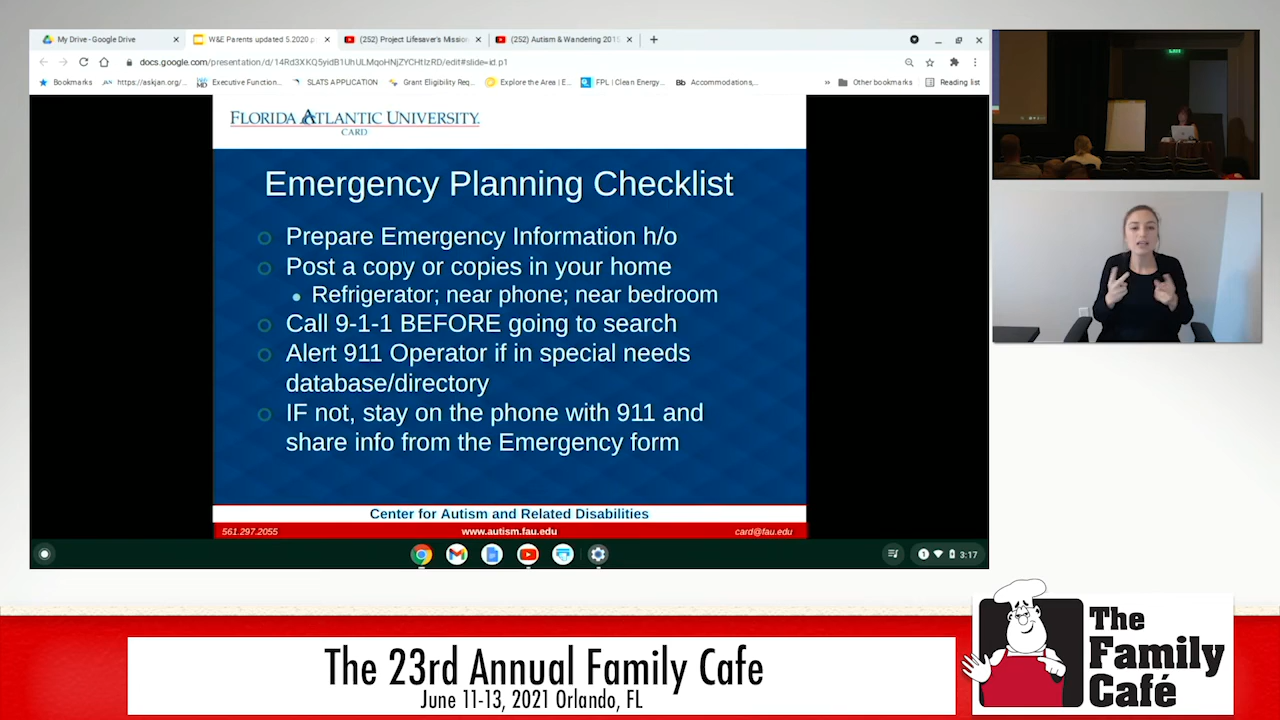 My Drive - Google Drive
W&E Parents updated 5.2020 p
(252) Project Lifesaver's Mission
(252) Autism & Wandering 201
docs.google.com/presentation/d/
Bookmarks
https://askjan.org/...
Executive Function...
SLATS APPLICATION
Grant Eligibility Req...
Explore the Area | E...
FPL | Clean Energy...
Bb Accommodations,...
Other bookmarks
Reading list
FLORIDA ATLANTIC UNIVERSITY
CARD
Emergency Planning Checklist
Prepare Emergency Information h/o
Post a copy or copies in your home
Refrigerator; near phone; near bedroom
Call 9-1-1 BEFORE going to search
Alert 911 Operator if in special needs
database/directory
IF not, stay on the phone with 911 and
share info from the Emergency form
Center for Autism and Related Disabilities
561.297.2055
www.autism.fau.edu
card@fau.edu
3:17
The 23rd Annual Family Cafe
June 11-13, 2021 Orlando, FL
The
Family
Café